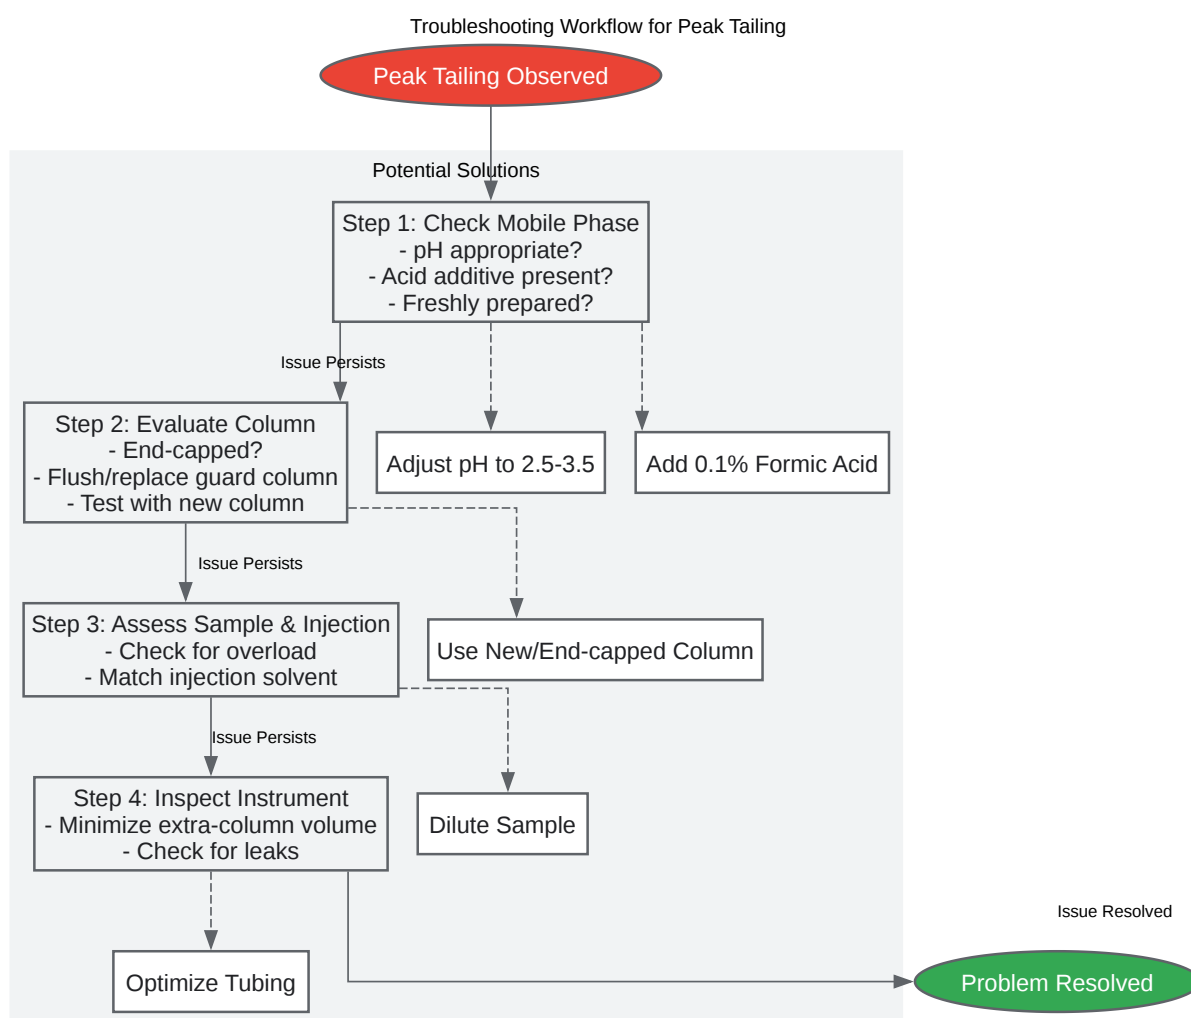 Troubleshooting Workflow for Peak Tailing
Peak Tailing Observed
Potential Solutions
Step 1: Check Mobile Phase
- pH appropriate?
- Acid additive present?
- Freshly prepared?
Issue Persists
Step 2: Evaluate Column
- End-capped?
- Flush/replace guard column
- Test with new column
Adjust pH to 2.5-3.5
Add 0.1% Formic Acid
Issue Persists
Step 3: Assess Sample & Injection
- Check for overload
- Match injection solvent
Use New/End-capped Column
Issue Persists
Step 4: Inspect Instrument
- Minimize extra-column volume
- Check for leaks
Dilute Sample
Issue Resolved
Optimize Tubing
Problem Resolved